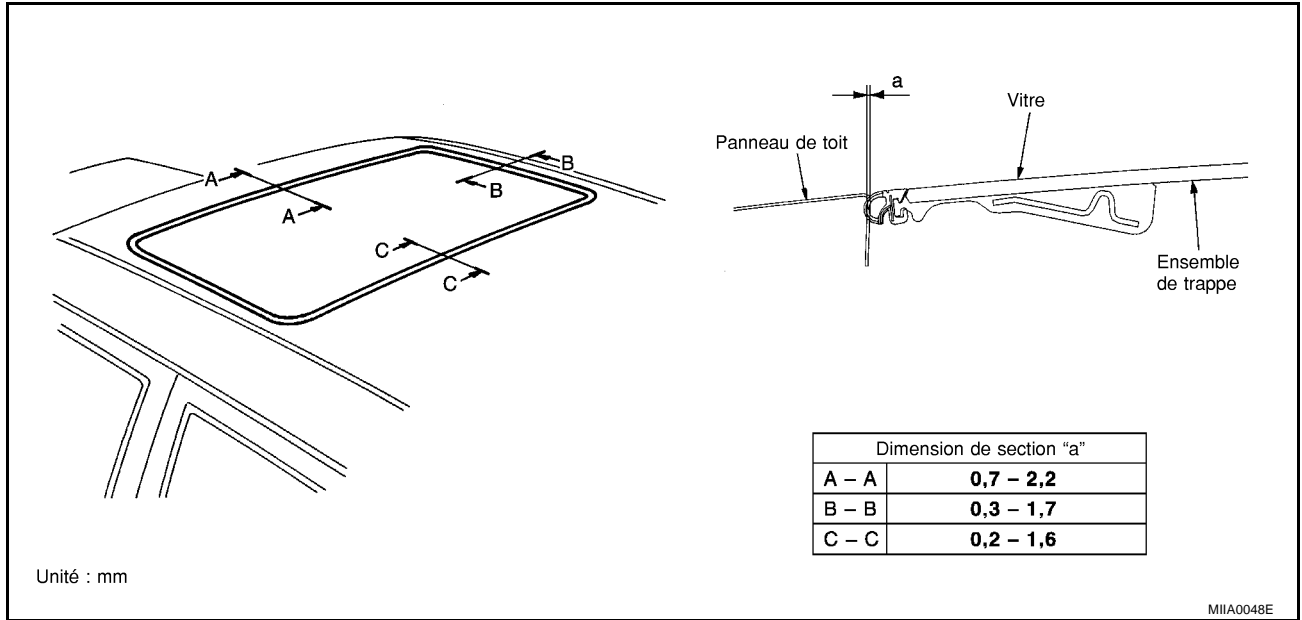 A
A
B
B
C
C
a
Vitre
Panneau de toit
Ensemble
de trappe
Dimension de section “a”
A – A 0,7 – 2,2
B – B 0,3 – 1,7
C – C 0,2 – 1,6
Unité : mm
MIIA0048E